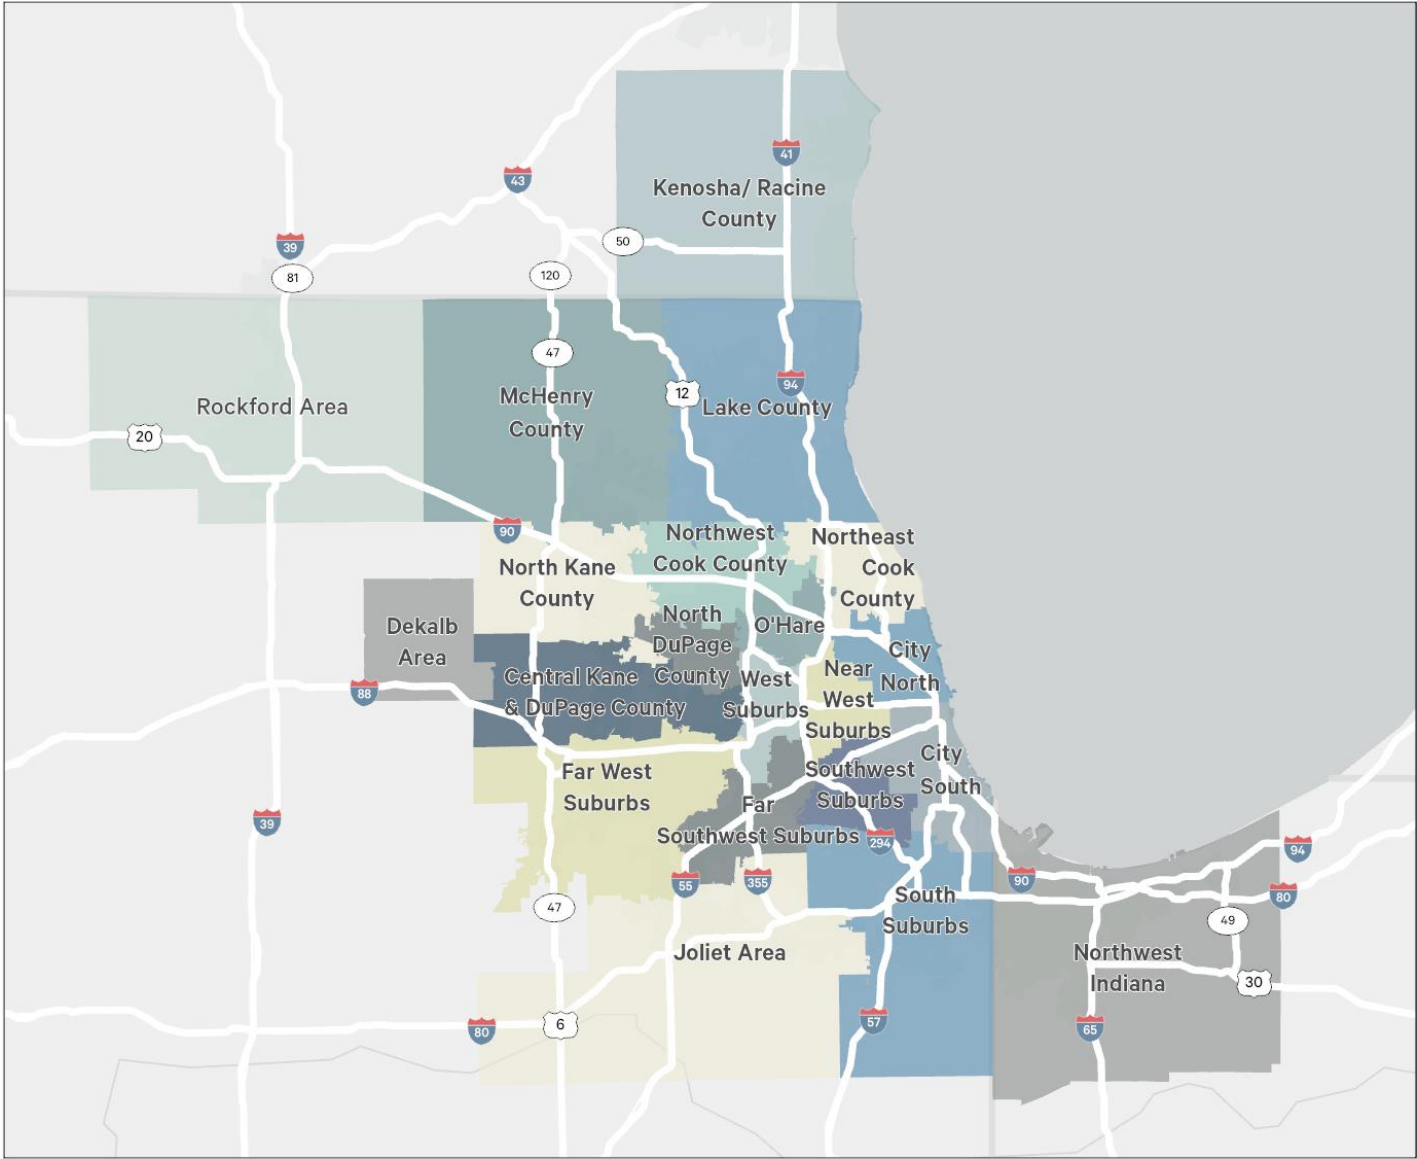 41
Kenosha/ Racine
County
43
39
50
81
120
47
94
12
McHenry
County
Lake County
Rockford Area
20
90
Northwest
Cook County
Northeast
Cook
County
North Kane
County
North
DuPage
County
O'Hare
Dekalb
Area
City
North
Near
West
Suburbs
West
Suburbs
Central Kane
& DuPage County
88
City
South
Far West
Suburbs
Southwest
Suburbs
Far
Southwest Suburbs
39
294
94
55
355
90
80
47
South
Suburbs
49
Joliet Area
Northwest
Indiana
30
80
6
57
65